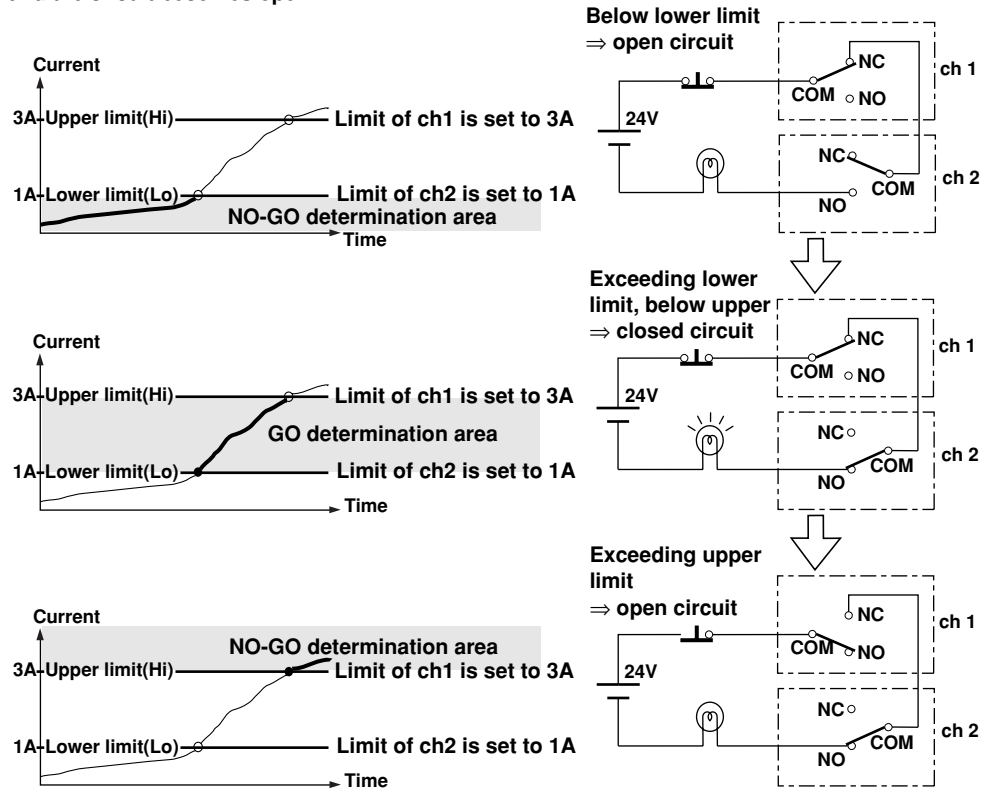 Below lower limit
⇒ open circuit
Current
3A Upper limit(Hi) Limit of ch1 is set to 3A
1A Lower limit(Lo) Limit of ch2 is set to 1A
NO-GO determination area
Time
24V
NC
COM NO
ch 1
NC
COM
NO
ch 2
Exceeding lower
limit, below upper
⇒ closed circuit
Current
3A Upper limit(Hi) Limit of ch1 is set to 3A
GO determination area
1A Lower limit(Lo) Limit of ch2 is set to 1A
Time
24V
NC
COM NO
ch 1
NC
COM
NO
ch 2
Exceeding upper
limit
⇒ open circuit
Current
NO-GO determination area
3A Upper limit(Hi) Limit of ch1 is set to 3A
1A Lower limit(Lo) Limit of ch2 is set to 1A
Time
24V
NC
COM NO
ch 1
NC
COM
NO
ch 2